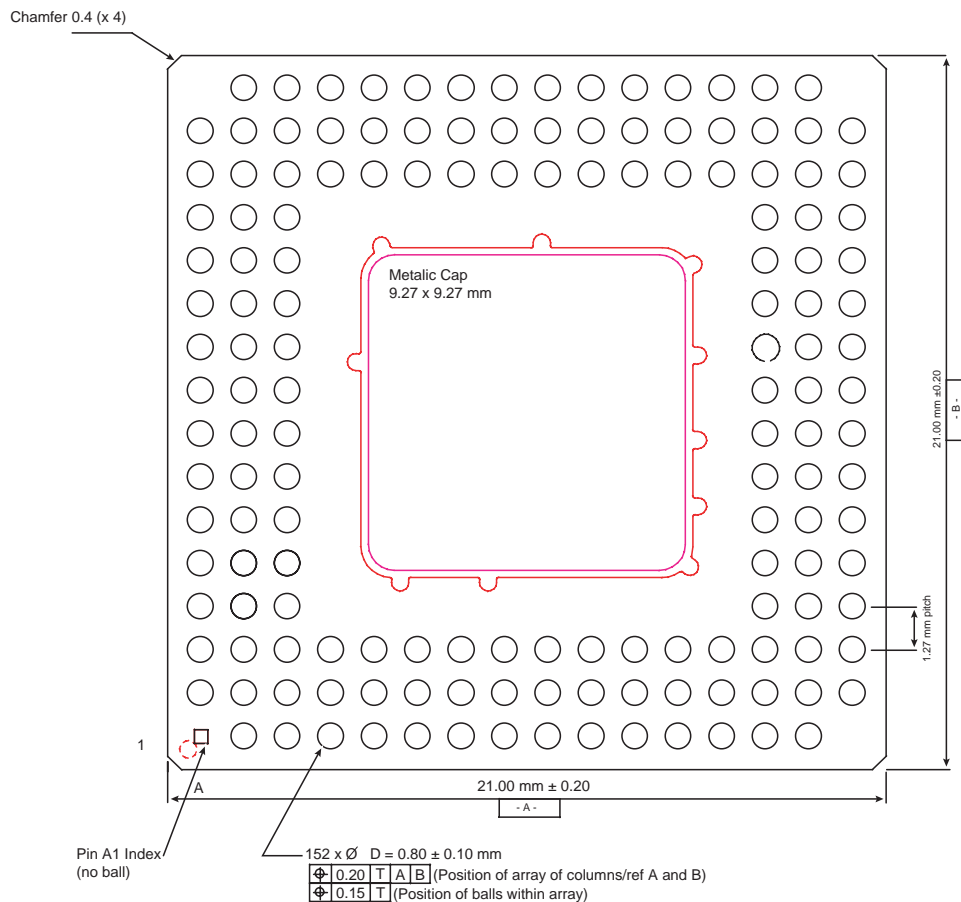 Chamfer 0.4 (x 4)
Metalic Cap
9.27 x 9.27 mm
21.00 mm ±0.20
- B -
1.27 mm pitch
1
A
21.00 mm ± 0.20
- A -
Pin A1 Index
(no ball)
152 x Ø D = 0.80 ± 0.10 mm
⌖ 0.20 T A B (Position of array of columns/ref A and B)
⌖ 0.15 T (Position of balls within array)